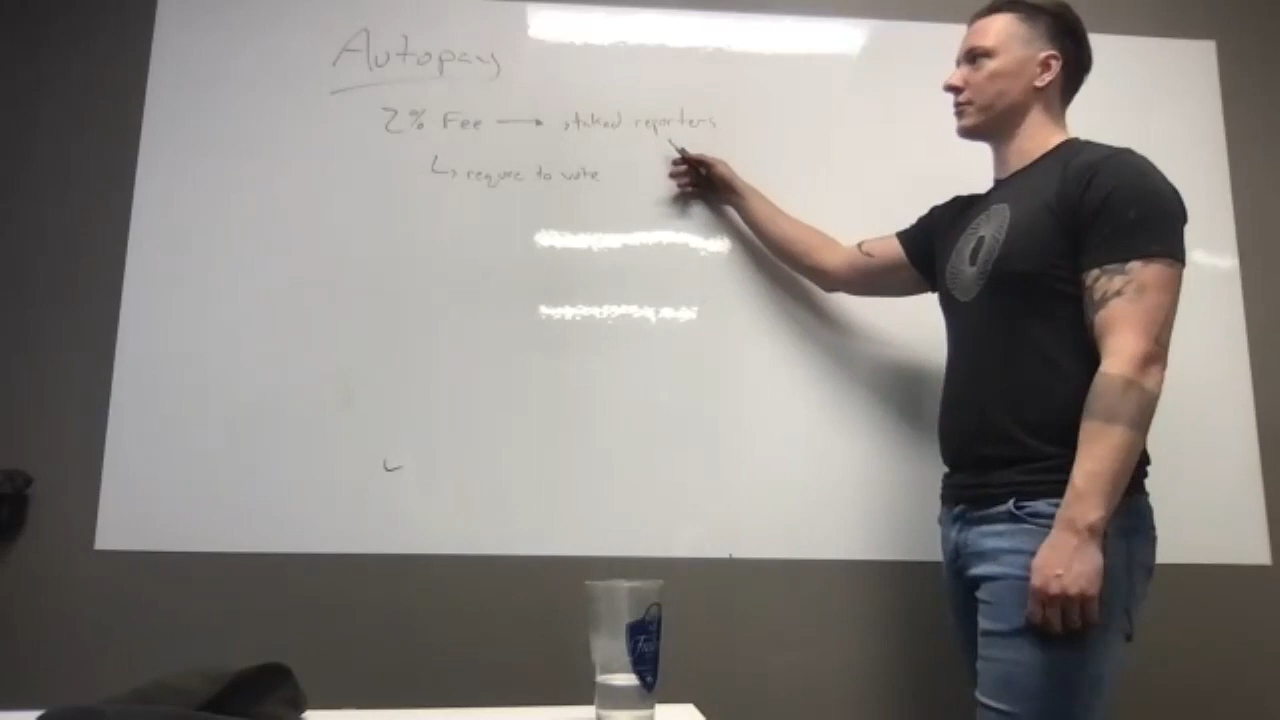 Autopay
2% Fee → staked reporters
↳ require to vote